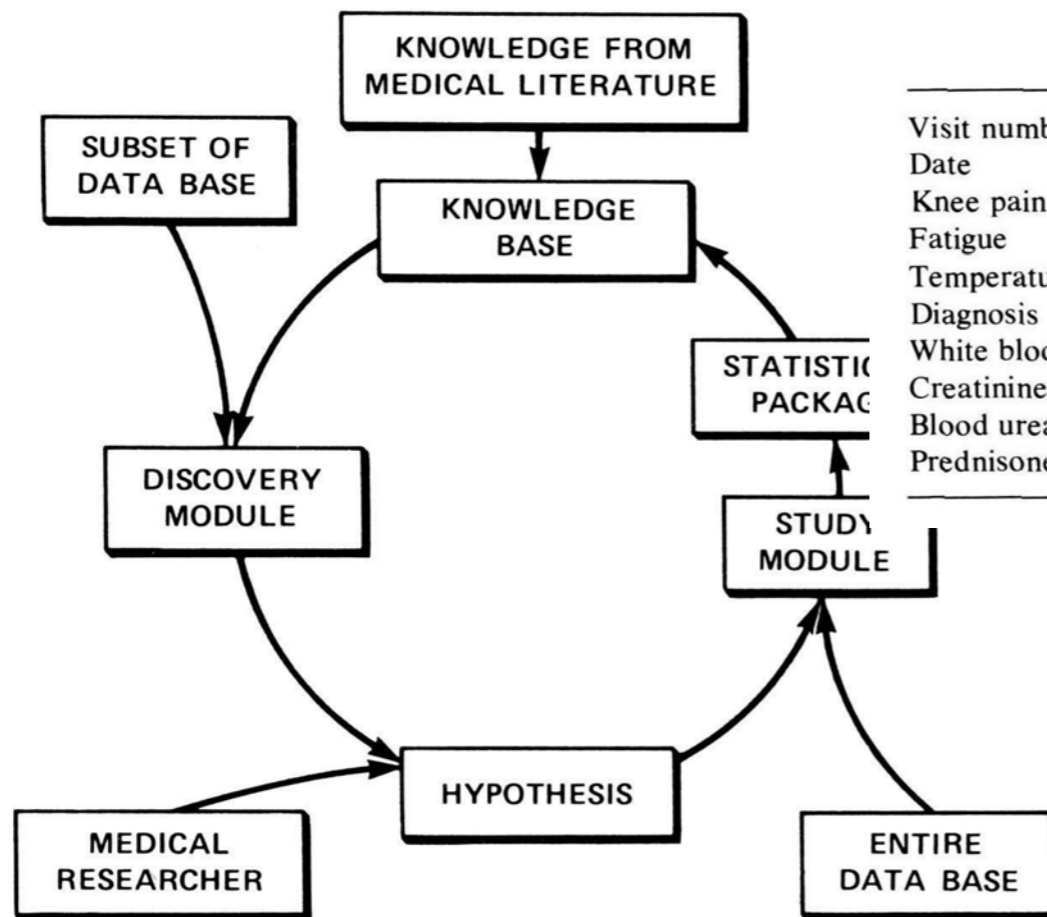 KNOWLEDGE FROM
MEDICAL LITERATURE
SUBSET OF
DATA BASE
KNOWLEDGE
BASE
STATISTIC
PACKAG
DISCOVERY
MODULE
STUDY
MODULE
HYPOTHESIS
MEDICAL
RESEARCHER
ENTIRE
DATA BASE
Visit numb
Date
Knee pain
Fatigue
Temperatu
Diagnosis
White bloo
Creatinine
Blood urea
Prednisone